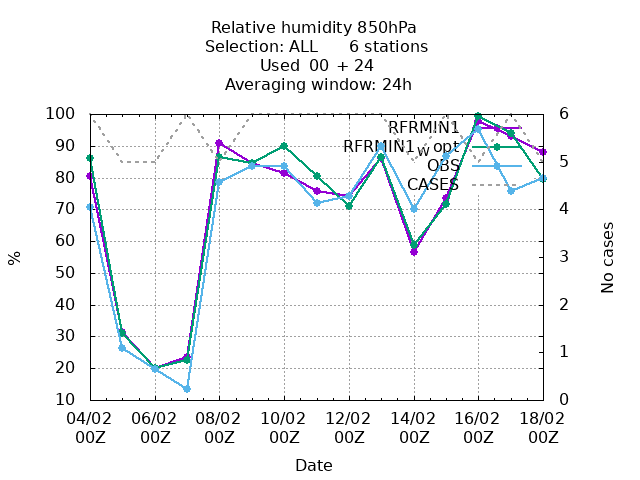 Relative humidity 850hPa
Selection: ALL 6 stations
Used 00 + 24
Averaging window: 24h
100
90
80
70
60
50
40
30
20
10
6
5
4
3
2
1
0
RFRMIN1
RFRMIN1_w_opt
OBS
CASES
%
No cases
04/02 06/02 08/02 10/02 12/02 14/02 16/02 18/02
00Z 00Z 00Z 00Z 00Z 00Z 00Z 00Z
Date